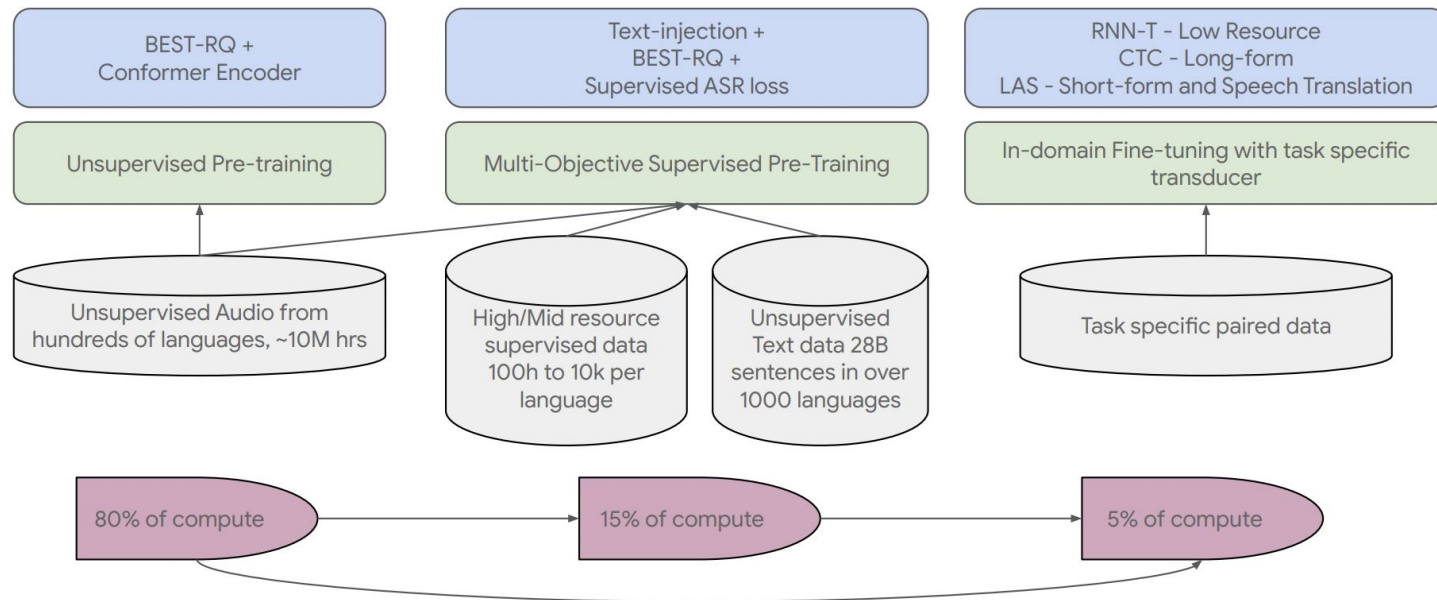 BEST-RQ +
Conformer Encoder
Text-injection +
BEST-RQ +
Supervised ASR loss
RNN-T - Low Resource
CTC - Long-form
LAS - Short-form and Speech Translation
Unsupervised Pre-training
Multi-Objective Supervised Pre-Training
In-domain Fine-tuning with task specific
transducer
Unsupervised Audio from
hundreds of languages, ~10M hrs
High/Mid resource
supervised data
100h to 10k per
language
Unsupervised
Text data 28B
sentences in over
1000 languages
Task specific paired data
80% of compute
15% of compute
5% of compute